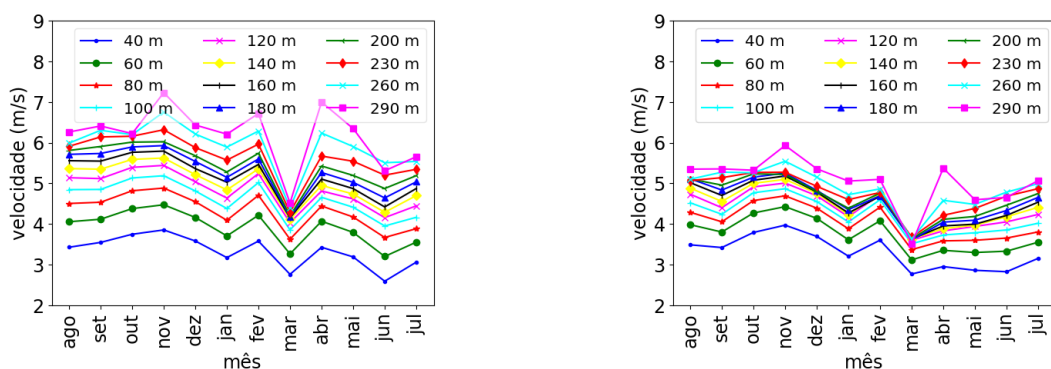 9
8
7
6
5
4
3
2
velocidade (m/s)
40 m
60 m
80 m
100 m
120 m
140 m
160 m
180 m
200 m
230 m
260 m
290 m
ago
set
out
nov
dez
jan
fev
mar
abr
mai
jun
jul
mês
9
8
7
6
5
4
3
2
velocidade (m/s)
40 m
60 m
80 m
100 m
120 m
140 m
160 m
180 m
200 m
230 m
260 m
290 m
ago
set
out
nov
dez
jan
fev
mar
abr
mai
jun
jul
mês